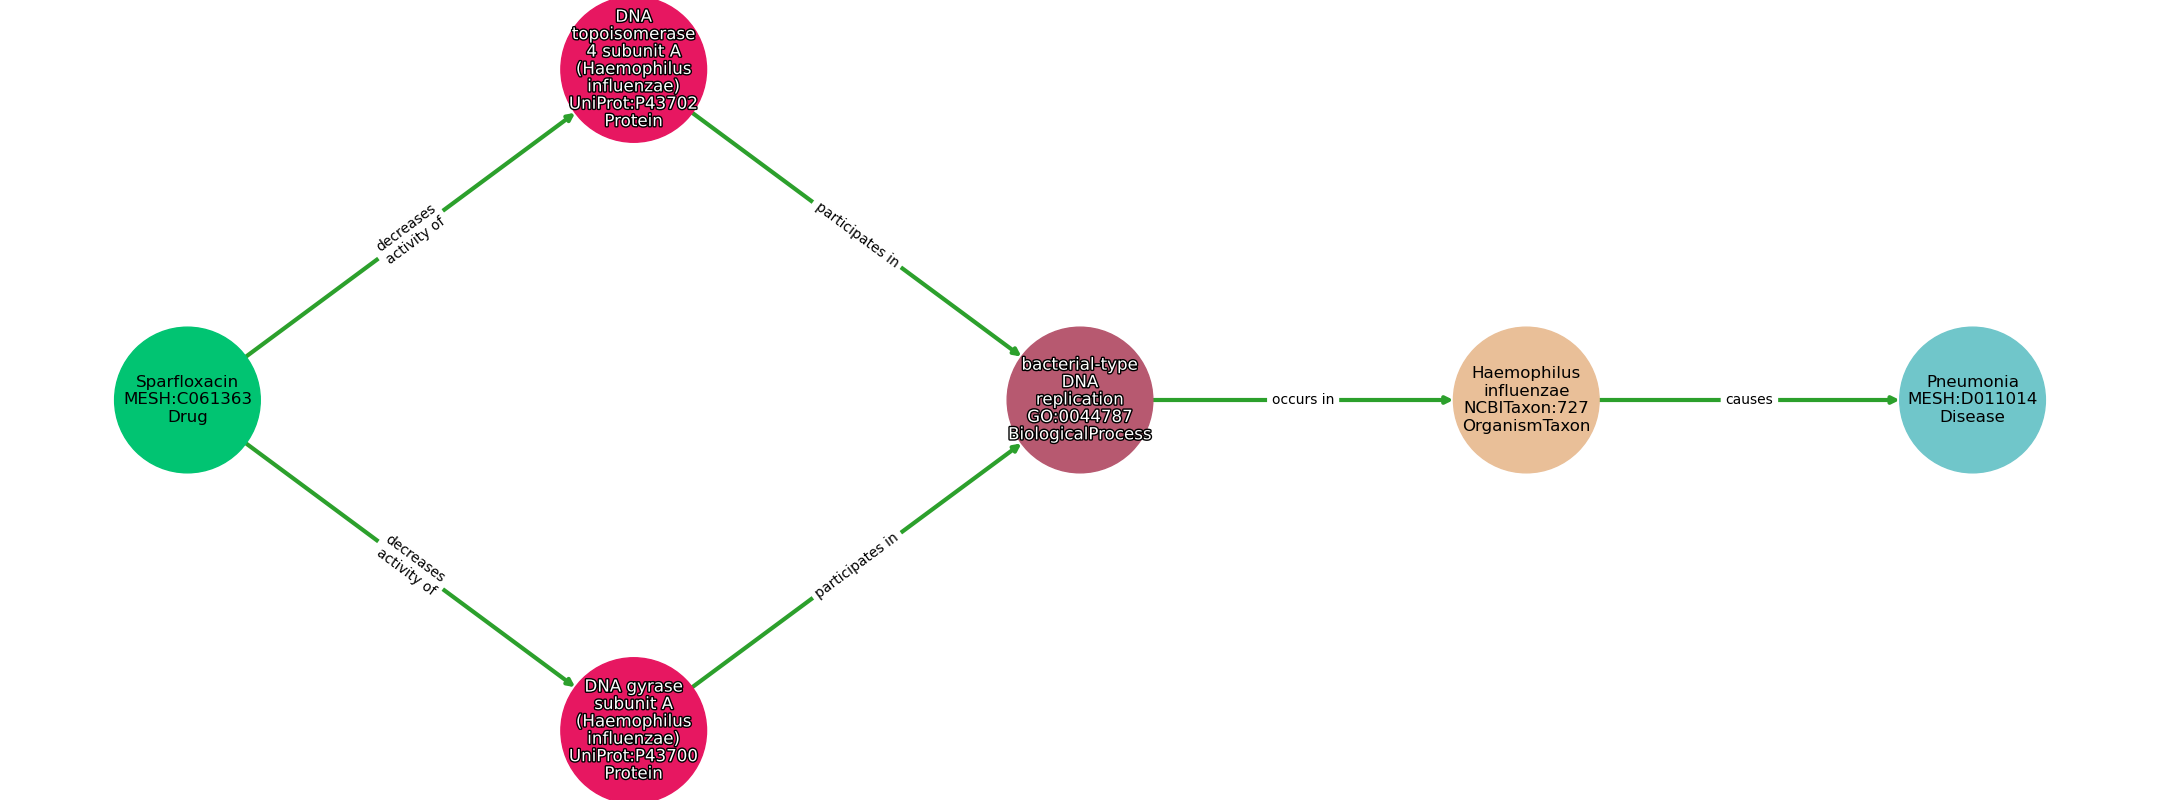 DNA
topoisomerase
4 subunit A
(Haemophilus
influenzae)
UniProt:P43702
Protein
decreases
activity of
participates in
Sparfloxacin
MESH:C061363
Drug
bacterial-type
DNA
replication
GO:0044787
BiologicalProcess
occurs in
Haemophilus
influenzae
NCBITaxon:727
OrganismTaxon
causes
Pneumonia
MESH:D011014
Disease
decreases
activity of
participates in
DNA gyrase
subunit A
(Haemophilus
influenzae)
UniProt:P43700
Protein